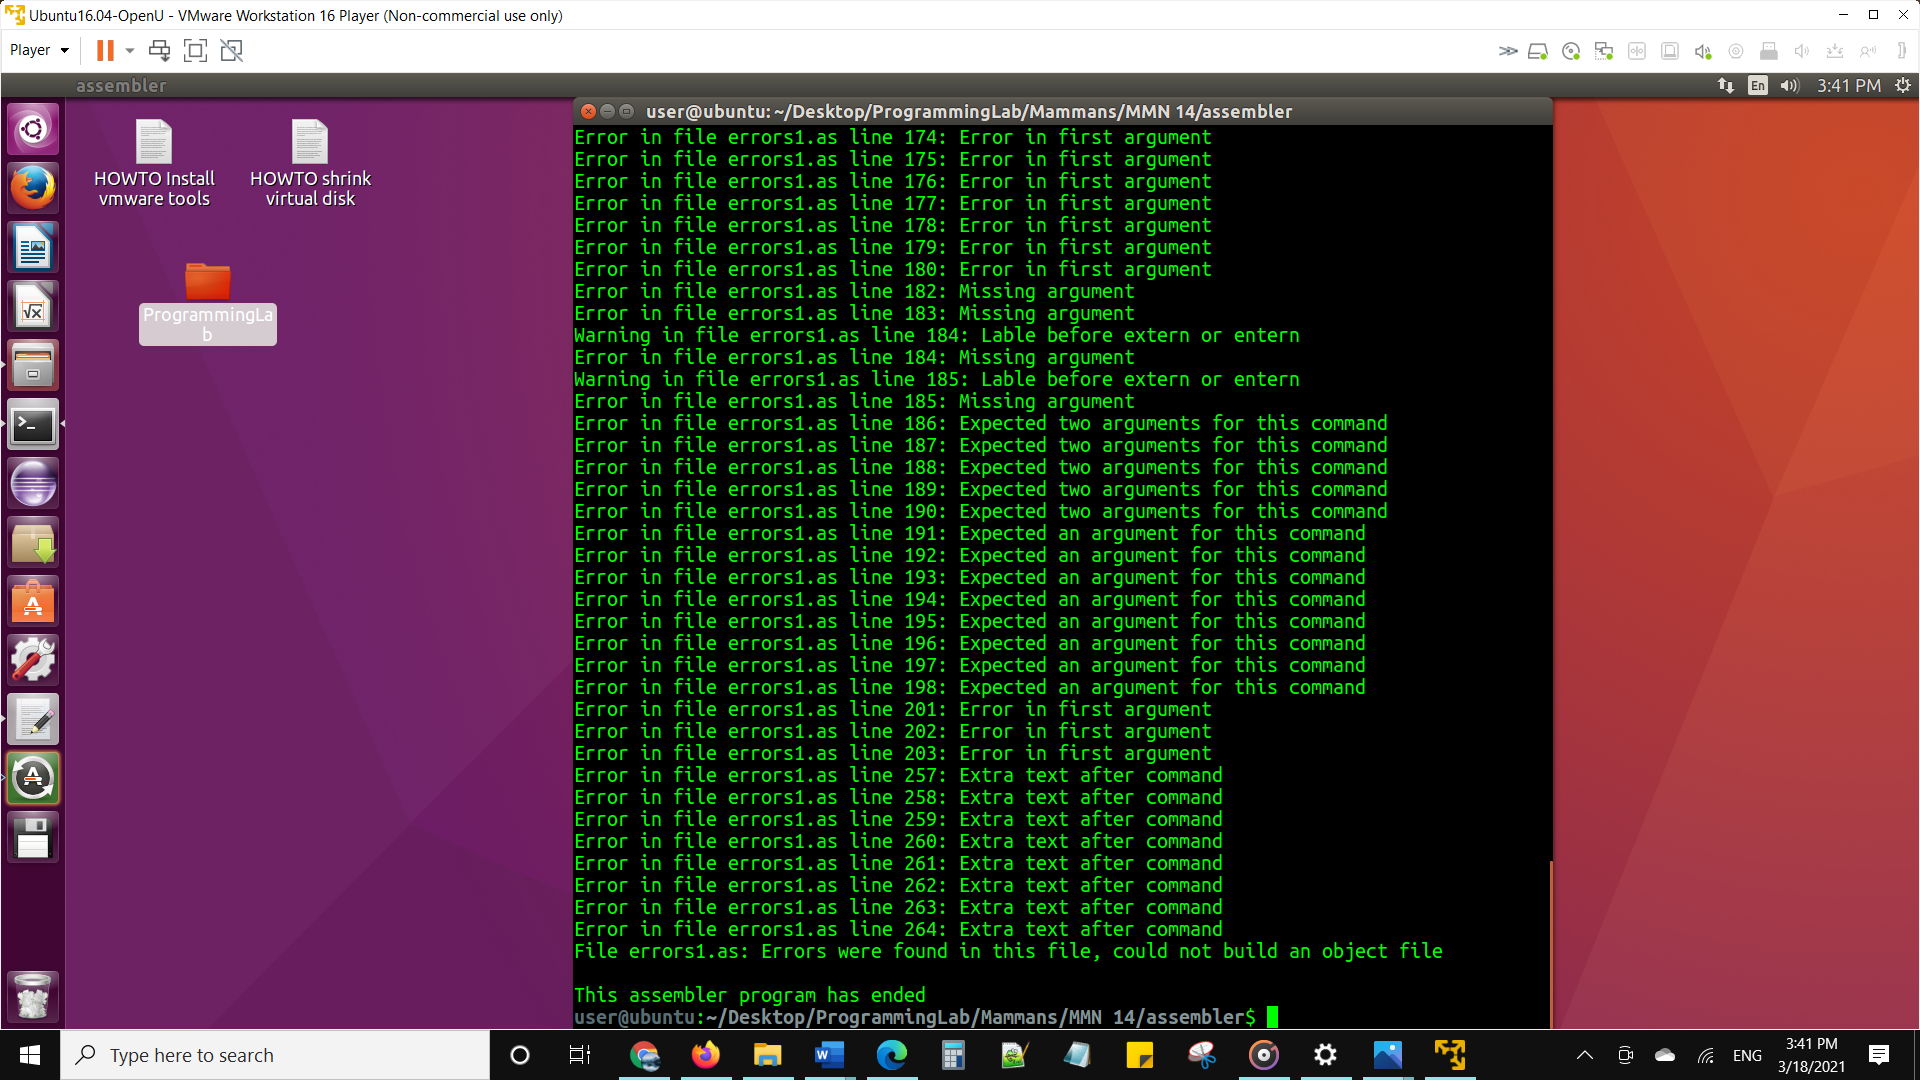 Ubuntu16.04-OpenU - VMware Workstation 16 Player (Non-commercial use only)
Player
assembler
En
3:41 PM
HOWTO Install
vmware tools
HOWTO shrink
virtual disk
ProgrammingLa
b
user@ubuntu: ~/Desktop/ProgrammingLab/Mammans/MMN 14/assembler
Error in file errors1.as line 174: Error in first argument
Error in file errors1.as line 175: Error in first argument
Error in file errors1.as line 176: Error in first argument
Error in file errors1.as line 177: Error in first argument
Error in file errors1.as line 178: Error in first argument
Error in file errors1.as line 179: Error in first argument
Error in file errors1.as line 180: Error in first argument
Error in file errors1.as line 182: Missing argument
Error in file errors1.as line 183: Missing argument
Warning in file errors1.as line 184: Lable before extern or entern
Error in file errors1.as line 184: Missing argument
Warning in file errors1.as line 185: Lable before extern or entern
Error in file errors1.as line 185: Missing argument
Error in file errors1.as line 186: Expected two arguments for this command
Error in file errors1.as line 187: Expected two arguments for this command
Error in file errors1.as line 188: Expected two arguments for this command
Error in file errors1.as line 189: Expected two arguments for this command
Error in file errors1.as line 190: Expected two arguments for this command
Error in file errors1.as line 191: Expected an argument for this command
Error in file errors1.as line 192: Expected an argument for this command
Error in file errors1.as line 193: Expected an argument for this command
Error in file errors1.as line 194: Expected an argument for this command
Error in file errors1.as line 195: Expected an argument for this command
Error in file errors1.as line 196: Expected an argument for this command
Error in file errors1.as line 197: Expected an argument for this command
Error in file errors1.as line 198: Expected an argument for this command
Error in file errors1.as line 201: Error in first argument
Error in file errors1.as line 202: Error in first argument
Error in file errors1.as line 203: Error in first argument
Error in file errors1.as line 257: Extra text after command
Error in file errors1.as line 258: Extra text after command
Error in file errors1.as line 259: Extra text after command
Error in file errors1.as line 260: Extra text after command
Error in file errors1.as line 261: Extra text after command
Error in file errors1.as line 262: Extra text after command
Error in file errors1.as line 263: Extra text after command
Error in file errors1.as line 264: Extra text after command
File errors1.as: Errors were found in this file, could not build an object file
This assembler program has ended
user@ubuntu:~/Desktop/ProgrammingLab/Mammans/MMN 14/assembler$
Type here to search
ENG
3:41 PM
3/18/2021